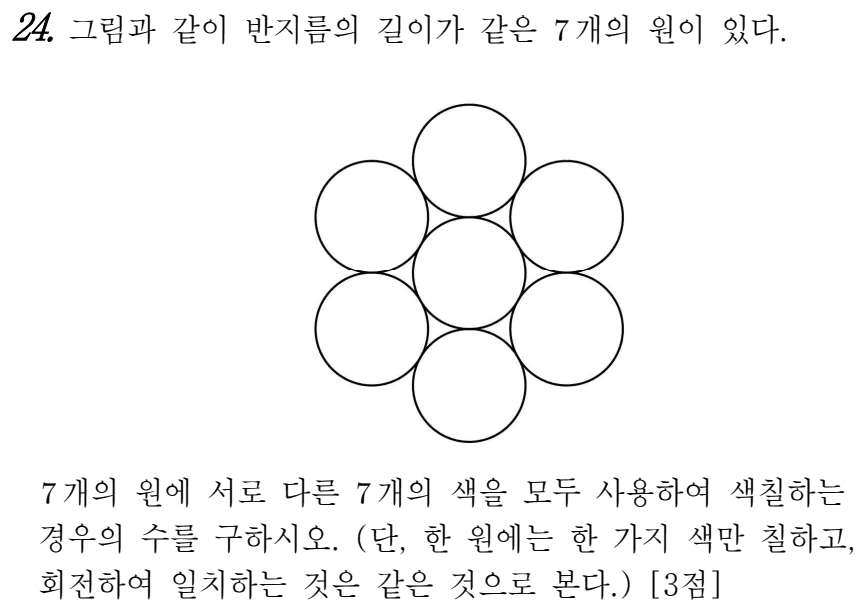 24. 그림과 같이 반지름의 길이가 같은 7개의 원이 있다.
7개의 원에 서로 다른 7개의 색을 모두 사용하여 색칠하는
경우의 수를 구하시오. (단, 한 원에는 한 가지 색만 칠하고,
회전하여 일치하는 것은 같은 것으로 본다.) [3점]